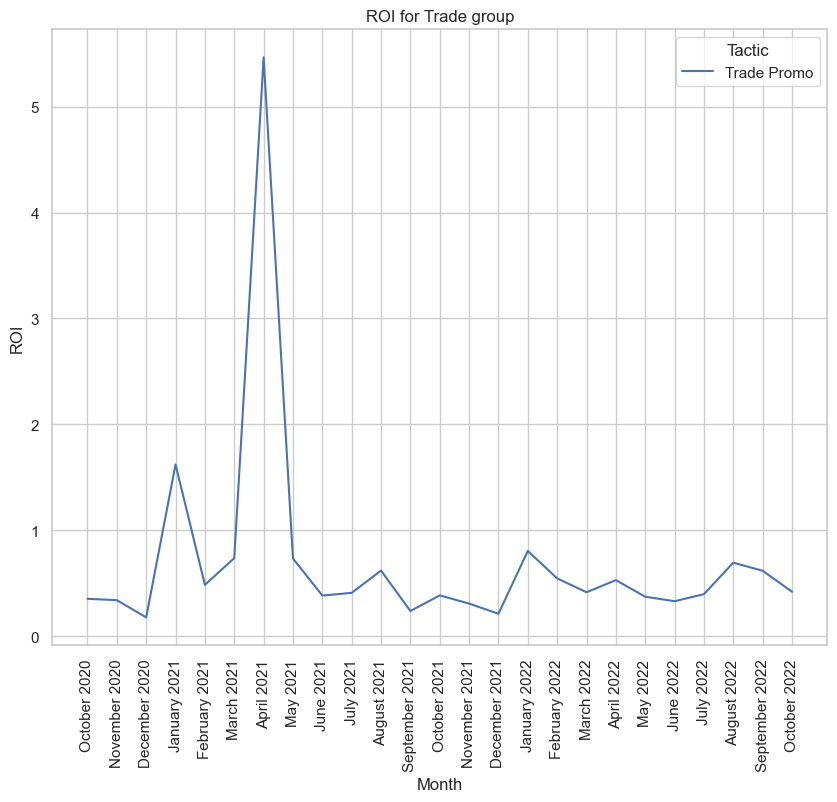 ROI for Trade group
Tactic
Trade Promo
ROI
5
4
3
2
1
0
October 2020
November 2020
December 2020
January 2021
February 2021
March 2021
April 2021
May 2021
June 2021
July 2021
August 2021
September 2021
October 2021
November 2021
December 2021
January 2022
February 2022
March 2022
April 2022
May 2022
June 2022
July 2022
August 2022
September 2022
October 2022
Month